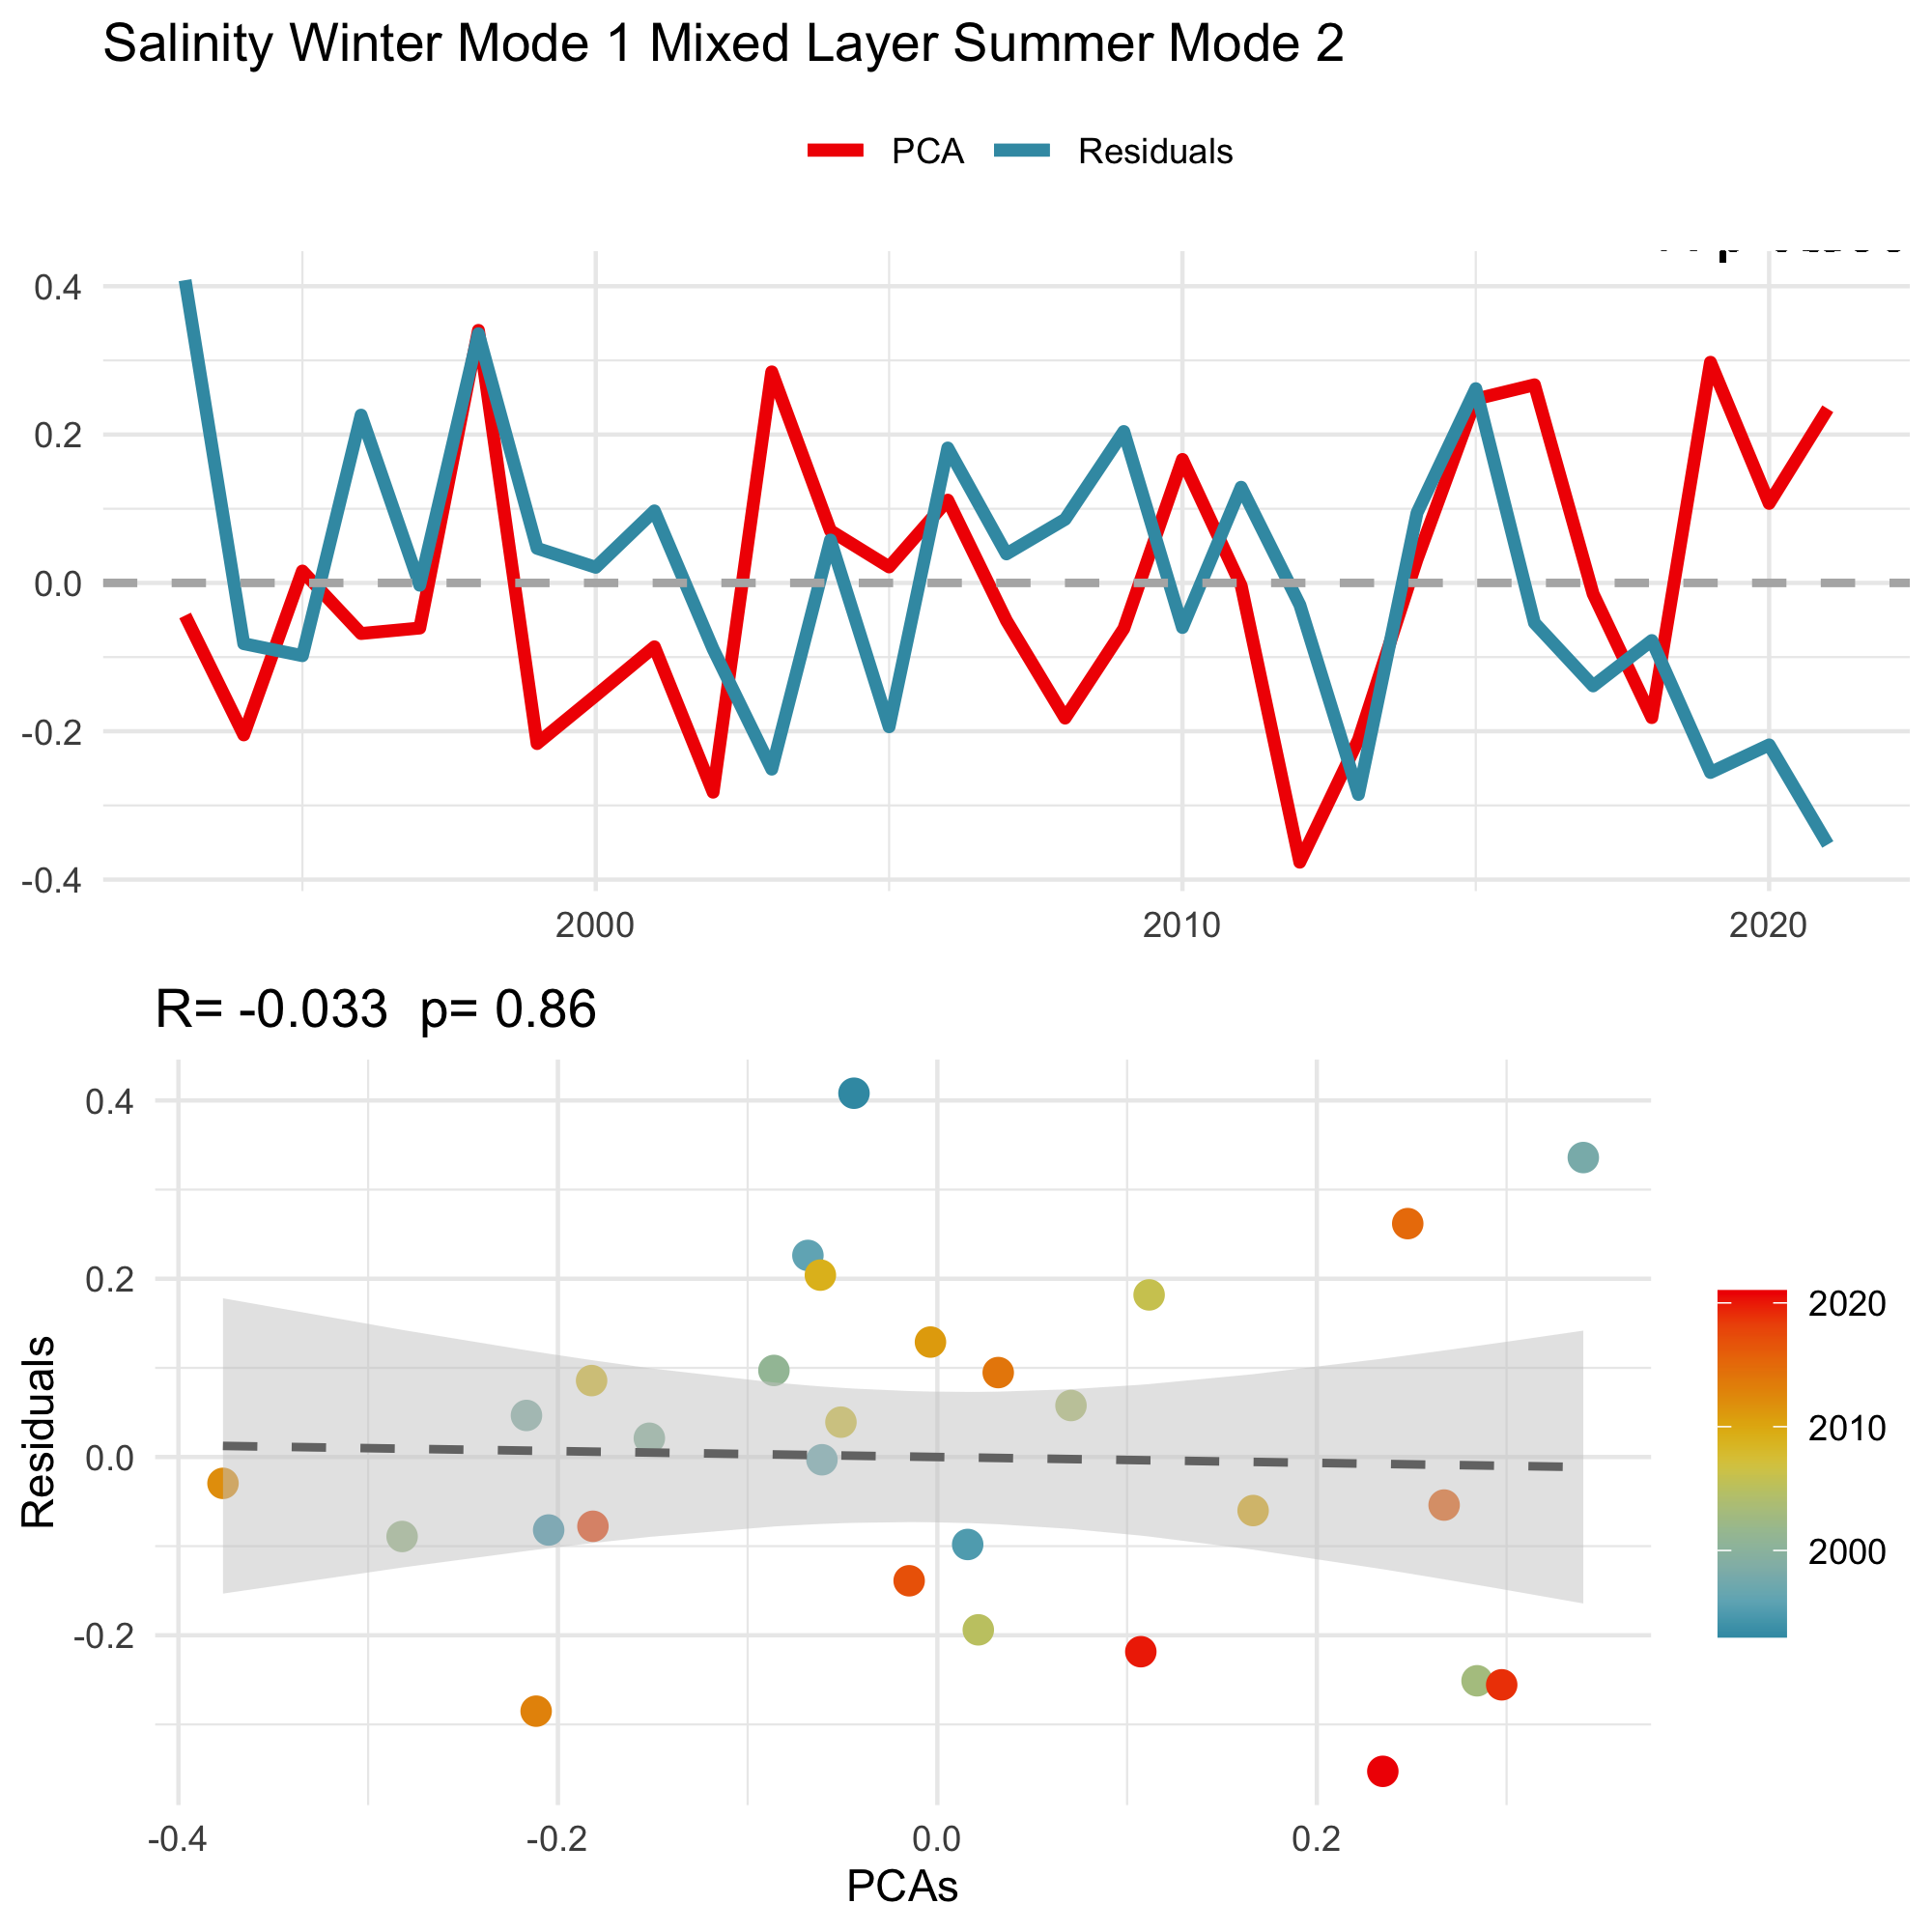 Salinity Winter Mode 1 Mixed Layer Summer Mode 2
PCA Residuals
0.4
0.2
0.0
-0.2
-0.4
2000 2010 2020
R= -0.033 p= 0.86
Residuals
0.4
0.2
0.0
-0.2
-0.4 -0.2 0.0 0.2
PCAs
2020
2010
2000